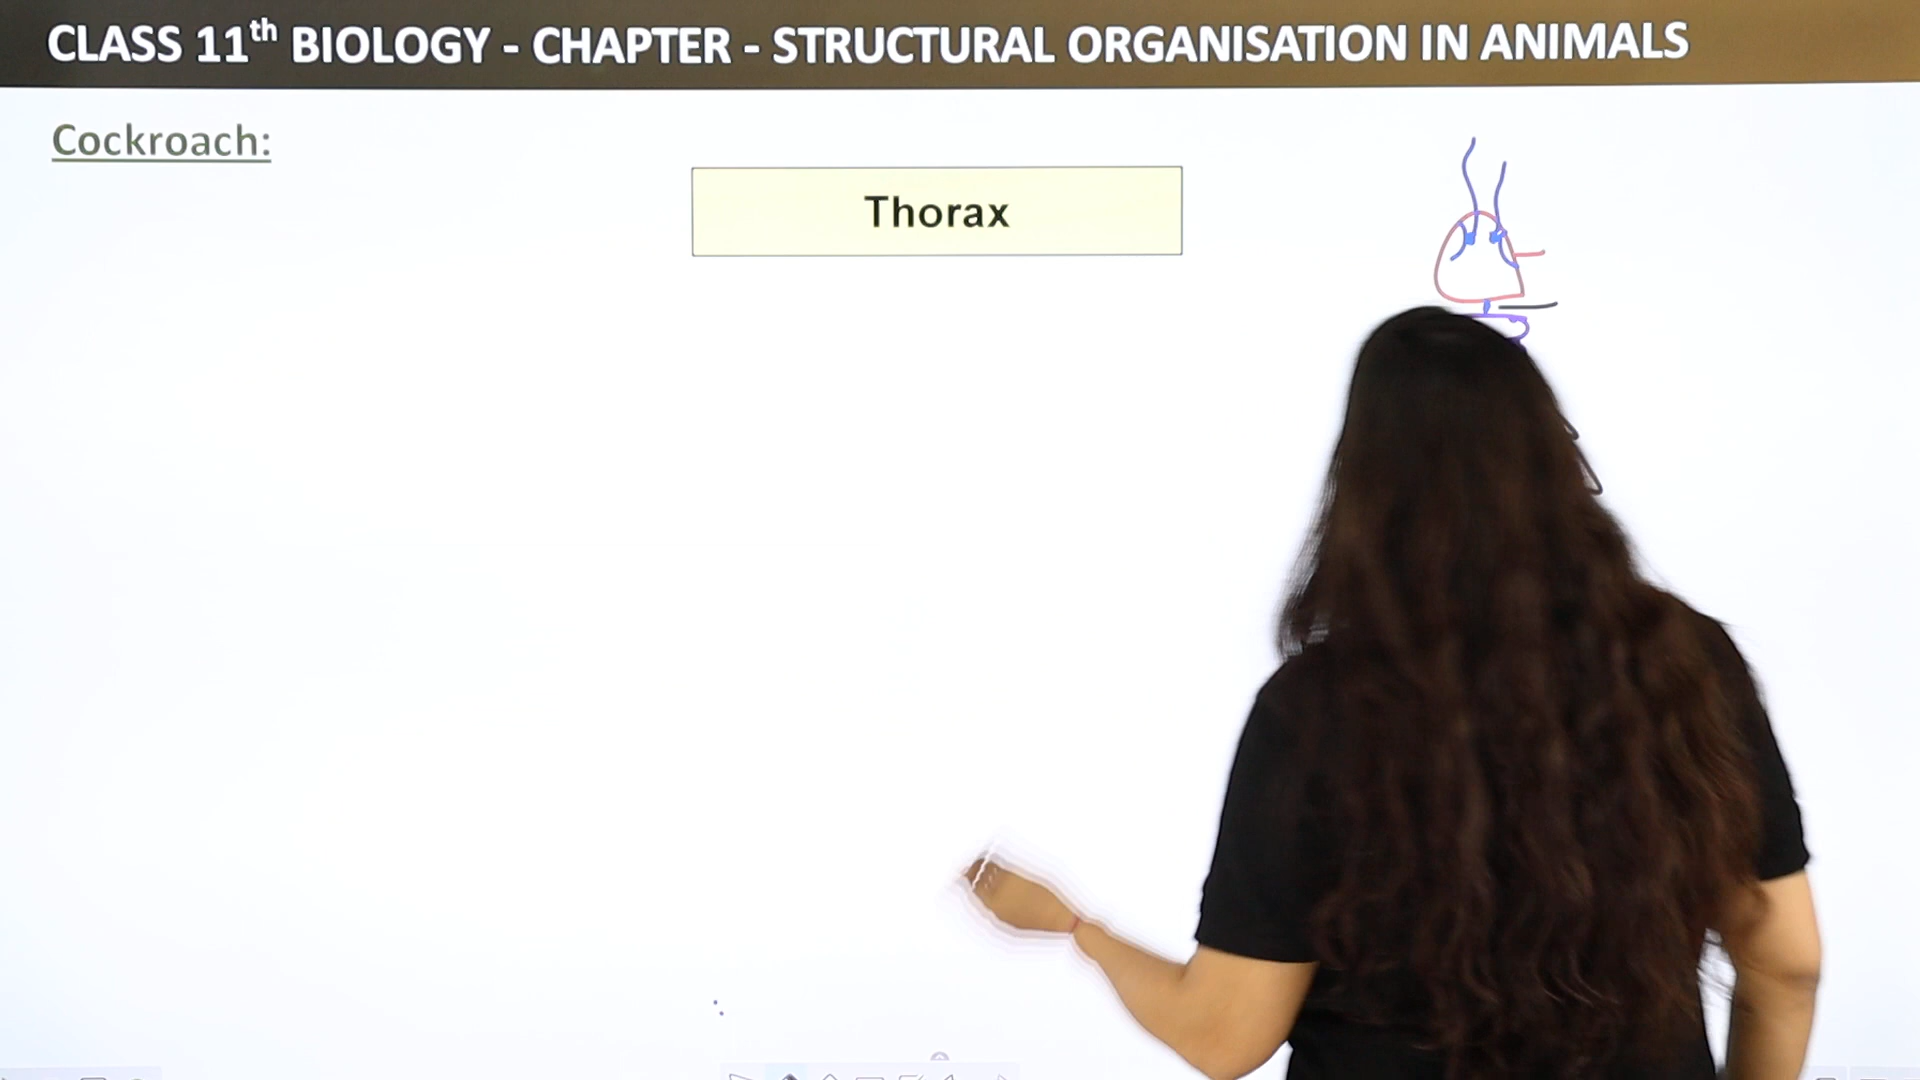 CLASS 11th BIOLOGY - CHAPTER - STRUCTURAL ORGANISATION IN ANIMALS
Cockroach:
Thorax